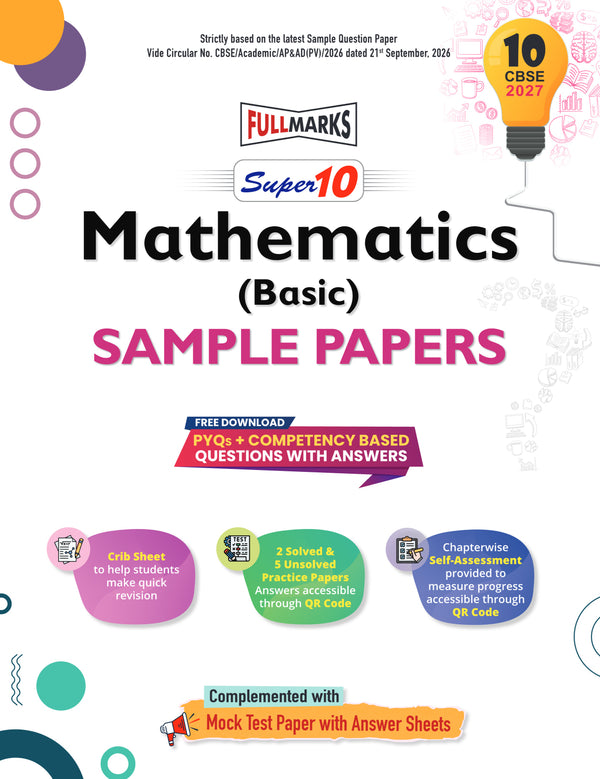 Strictly based on the latest Sample Question Paper
Vide Circular No. CBSE/Academic/AP&AD(PV)/2026 dated 21st September, 2026
10
CBSE
2027
FULLMARKS
Super10
Mathematics
(Basic)
SAMPLE PAPERS
FREE DOWNLOAD
PYQs + COMPETENCY BASED
QUESTIONS WITH ANSWERS
Crib Sheet
to help students
make quick
revision
TEST
2 Solved &
5 Unsolved
Practice Papers
Answers accessible
through QR Code
Chapterwise
Self-Assessment
provided to
measure progress
accessible through
QR Code
Complemented with
Mock Test Paper with Answer Sheets